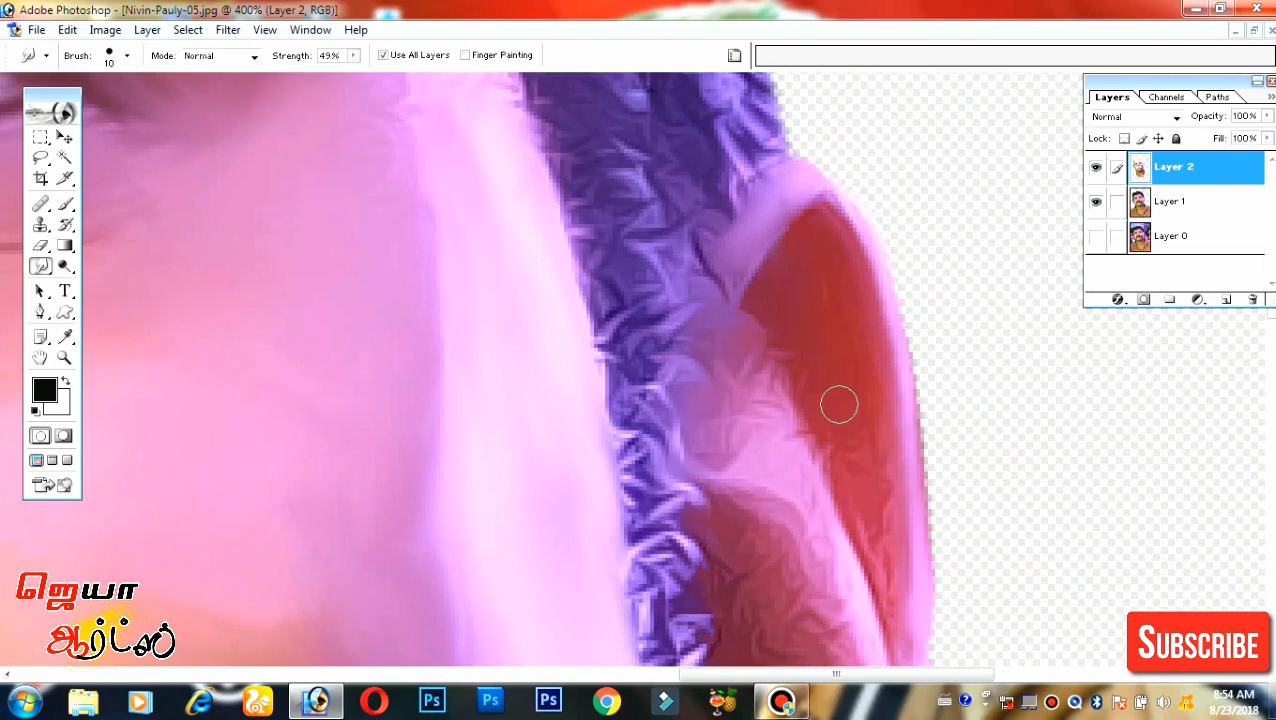 Adobe Photoshop - [Nivin-Pauly-05.jpg @ 400% (Layer 2, RGB)]
File Edit Image Layer Select Filter View Window Help
Brush: 10 Mode: Normal Strength: 49% Use All Layers Finger Painting
Layers Channels Paths
Normal Opacity: 100%
Lock: Fill: 100%
Layer 2
Layer 1
Layer 0
ஜெயா
ஆர்ட்ஸ்
SUBSCRIBE
8:54 AM
8/23/2018